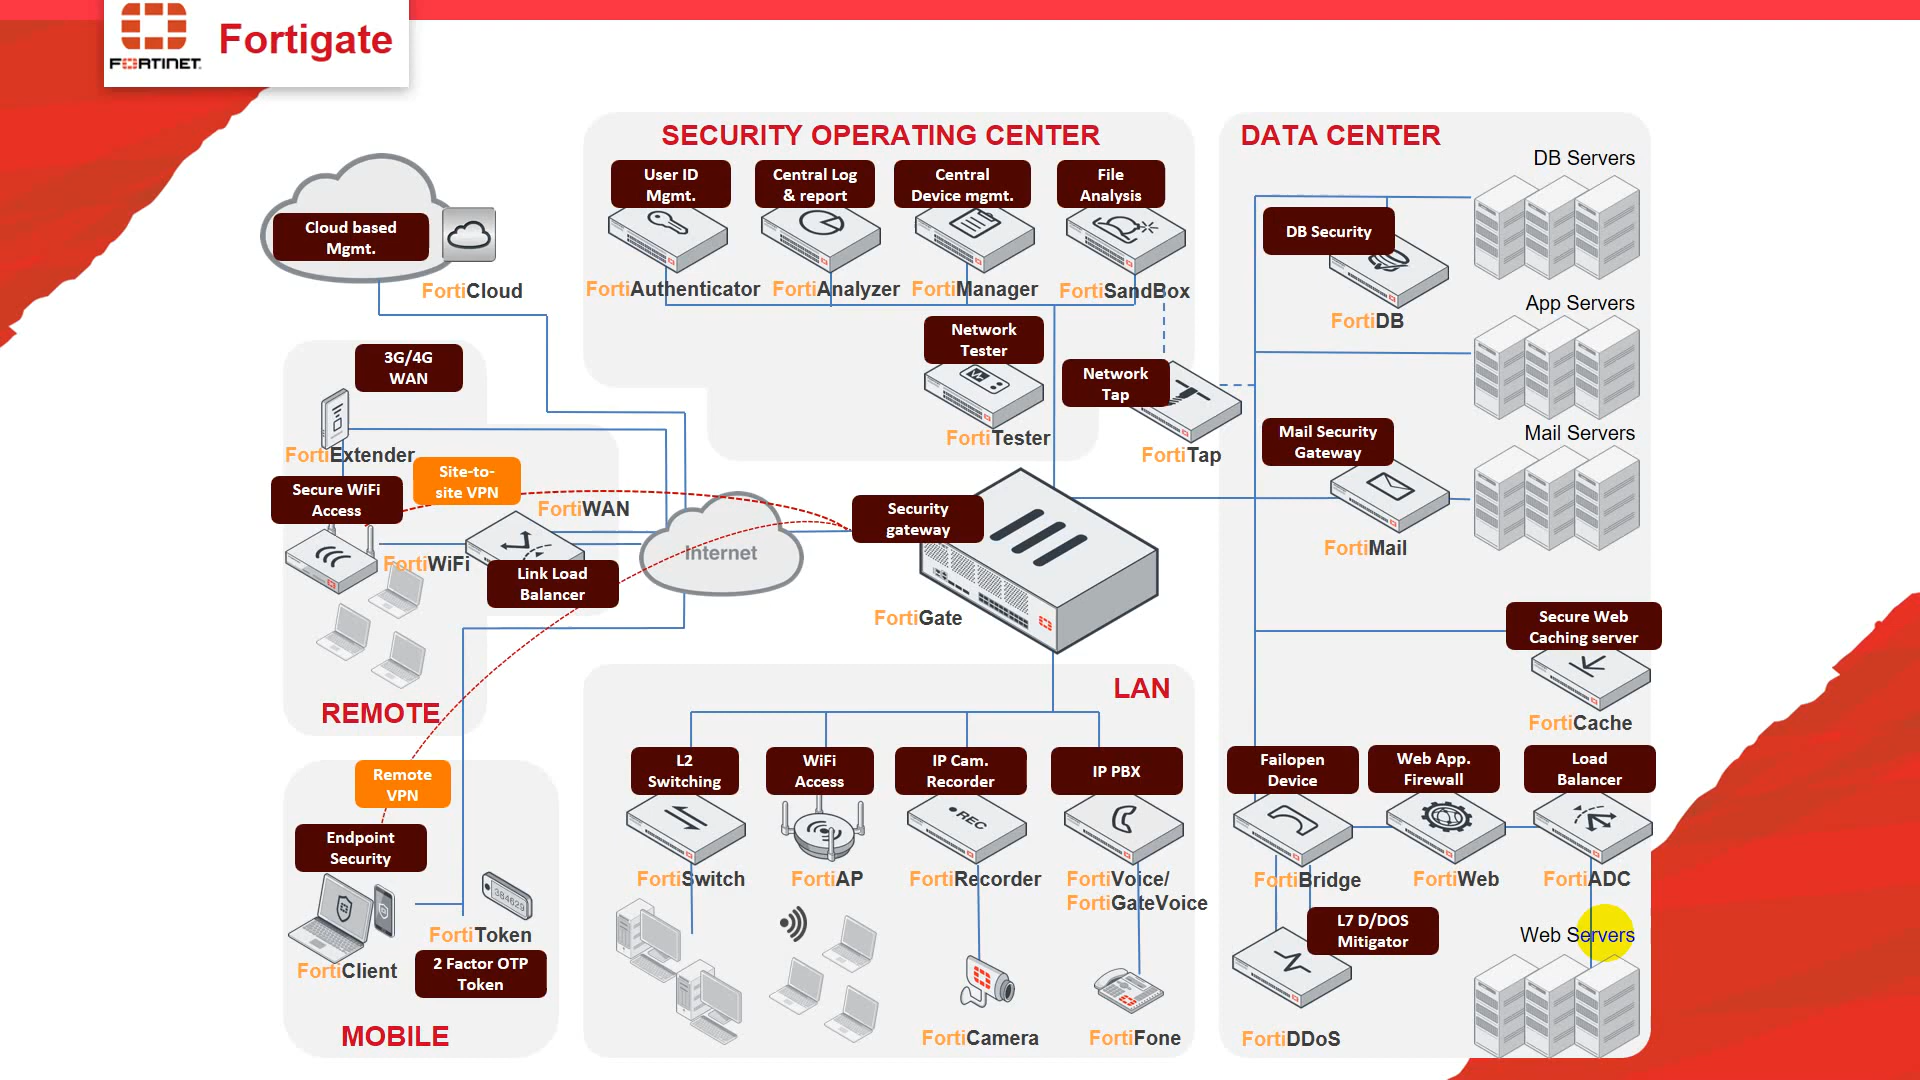 FORTINET
Fortigate
SECURITY OPERATING CENTER
User ID
Mgmt.
Central Log
& report
Central
Device mgmt.
File
Analysis
FortiAuthenticator
FortiAnalyzer
FortiManager
FortiSandBox
Network
Tester
FortiTester
Network
Tap
FortiTap
DATA CENTER
DB Servers
DB Security
FortiDB
App Servers
Mail Servers
Mail Security
Gateway
FortiMail
Secure Web
Caching server
FortiCache
Failopen
Device
Web App.
Firewall
Load
Balancer
FortiBridge
FortiWeb
FortiADC
L7 D/DOS
Mitigator
FortiDDoS
Web Servers
Cloud based
Mgmt.
FortiCloud
3G/4G
WAN
FortiExtender
Secure WiFi
Access
Site-to-
site VPN
FortiWAN
FortiWiFi
Link Load
Balancer
Internet
REMOTE
Security
gateway
FortiGate
Remote
VPN
Endpoint
Security
384629
FortiToken
FortiClient
2 Factor OTP
Token
MOBILE
LAN
L2
Switching
WiFi
Access
IP Cam.
Recorder
IP PBX
REC
FortiSwitch
FortiAP
FortiRecorder
FortiVoice/
FortiGateVoice
FortiCamera
FortiFone